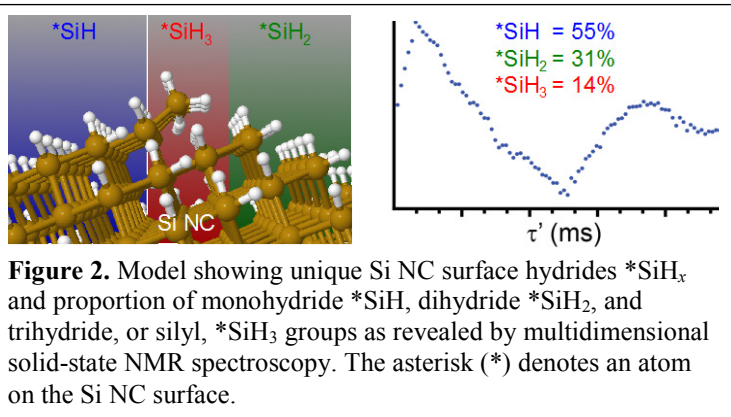 *SiH
*SiH₃
*SiH₂
Si NC
*SiH = 55%
*SiH₂ = 31%
*SiH₃ = 14%
τ' (ms)
Figure 2. Model showing unique Si NC surface hydrides *SiHₓ
and proportion of monohydride *SiH, dihydride *SiH₂, and
trihydride, or silyl, *SiH₃ groups as revealed by multidimensional
solid-state NMR spectroscopy. The asterisk (*) denotes an atom
on the Si NC surface.